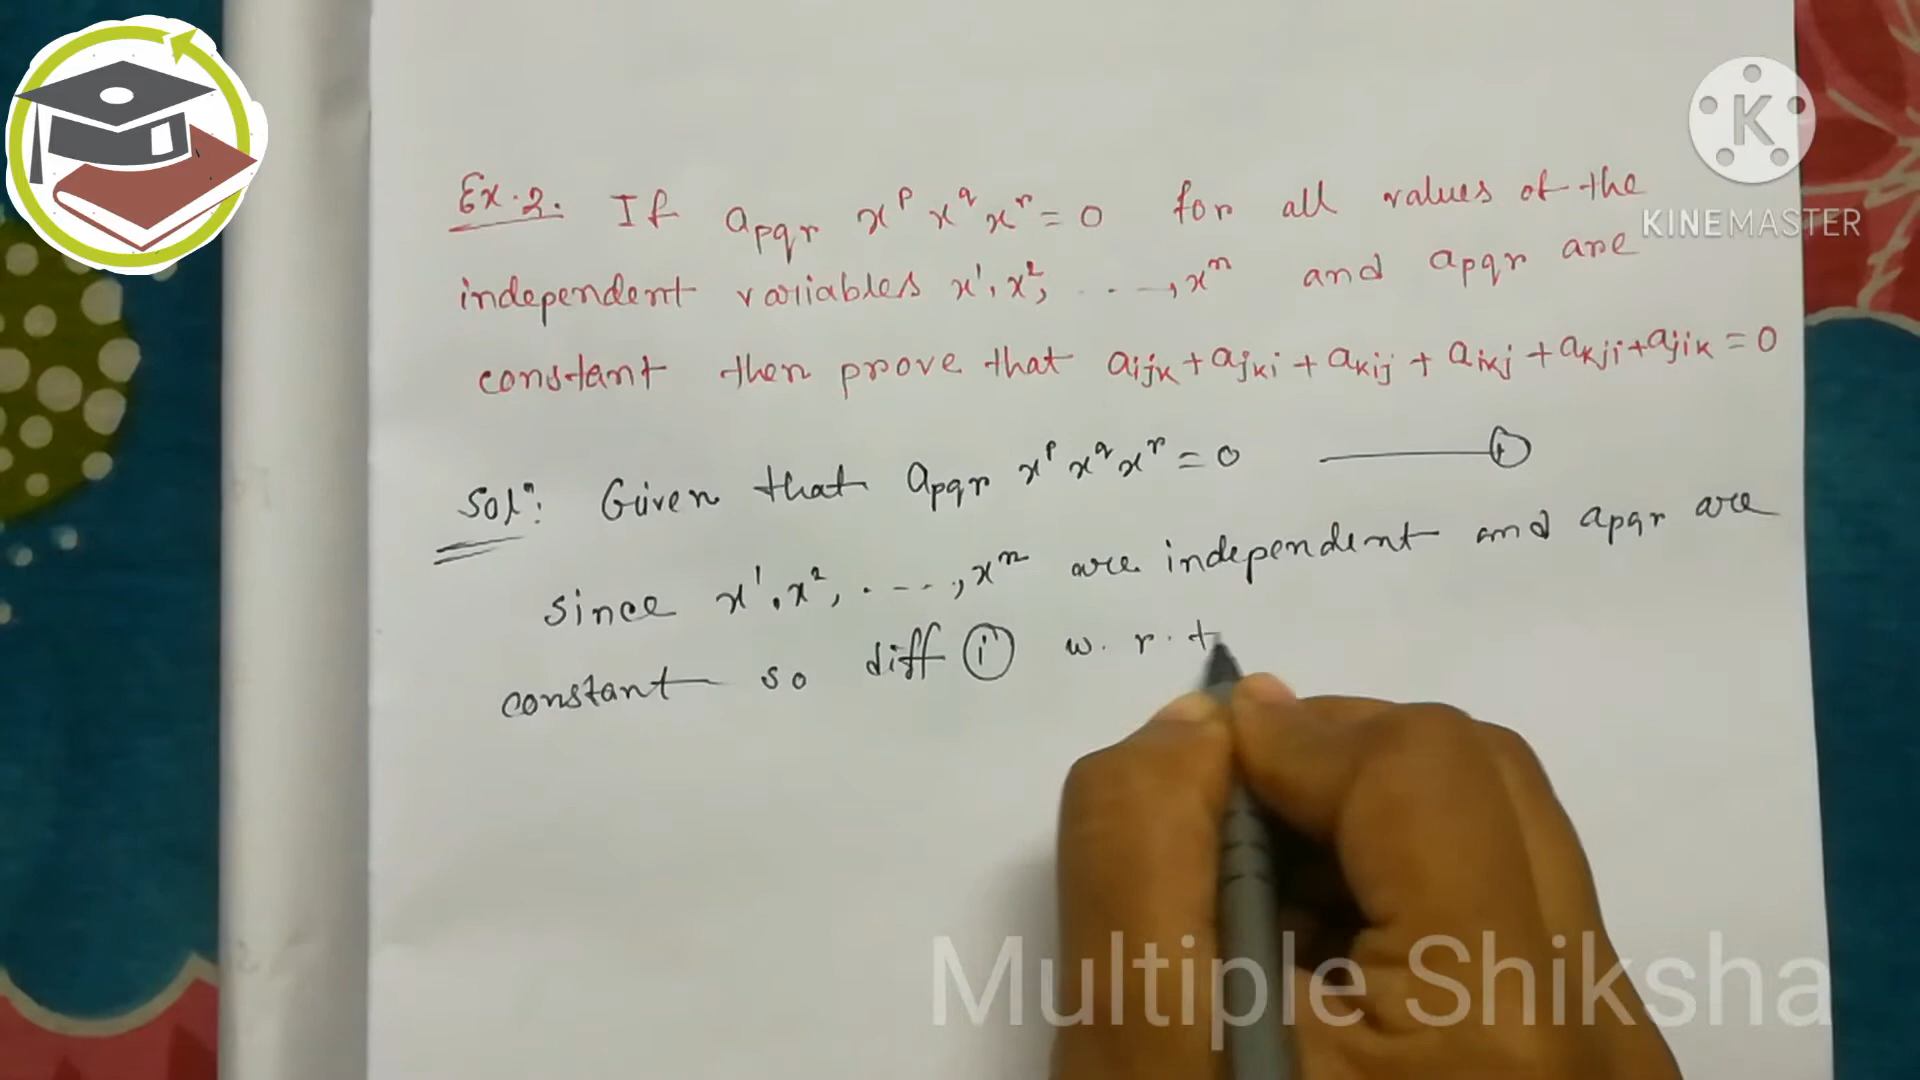 Ex.2. If a_pqr x^p x^q x^r = 0 for all values of the
independent variables x^1, x^2, ...., x^n and a_pqr are
constant then prove that a_ijk + a_jki + a_kij + a_ikj + a_kji + a_jik = 0
Sol^n: Given that a_pqr x^p x^q x^r = 0 ——— (1)
since x^1, x^2, ...., x^n are independent and a_pqr are
constant so diff (1) w.r.t
K
KINEMASTER
Multiple Shiksha